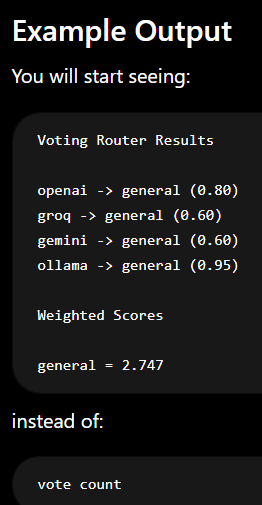 Example Output
You will start seeing:
Voting Router Results
openai -> general (0.80)
groq -> general (0.60)
gemini -> general (0.60)
ollama -> general (0.95)
Weighted Scores
general = 2.747
instead of:
vote count